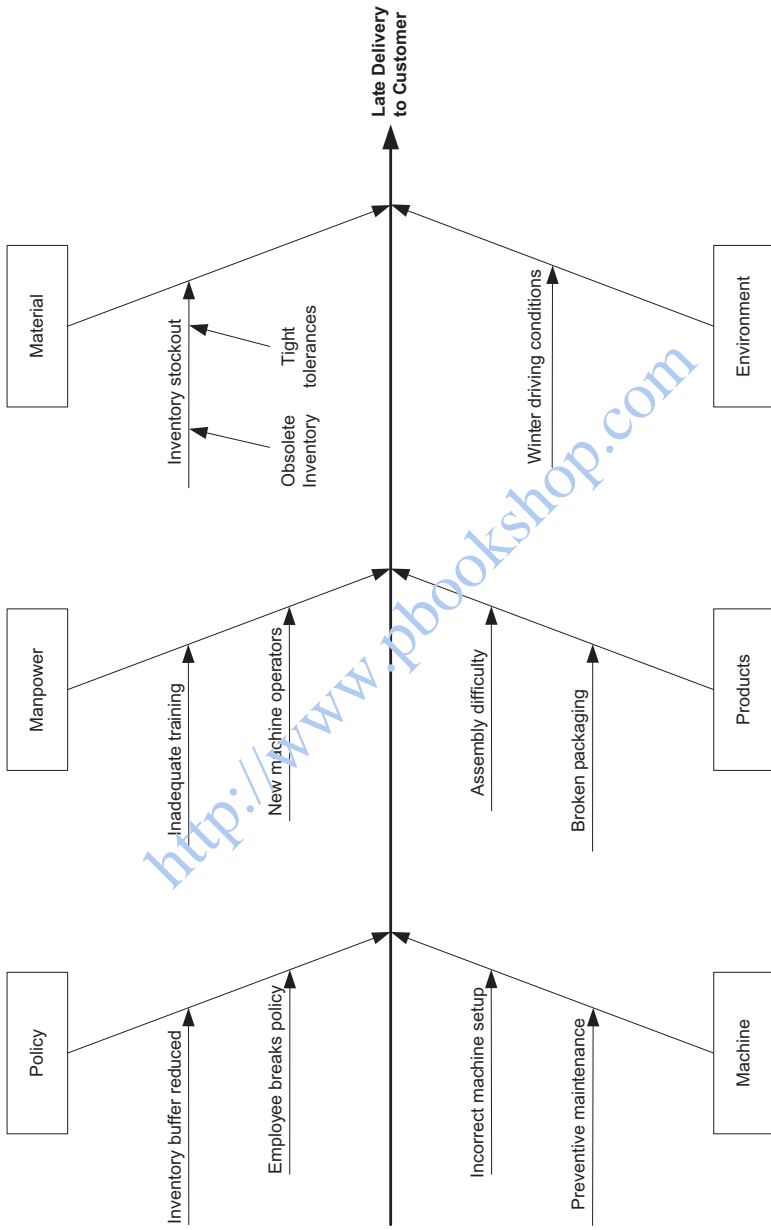 Policy
Manpower
Material
Inventory buffer reduced
Employee breaks policy
Inadequate training
New machine operators
Inventory stockout
Obsolete
Inventory
Tight
tolerances
Late Delivery
to Customer
Incorrect machine setup
Preventive maintenance
Assembly difficulty
Broken packaging
Winter driving conditions
Machine
Products
Environment
http://www.pbookshop.com